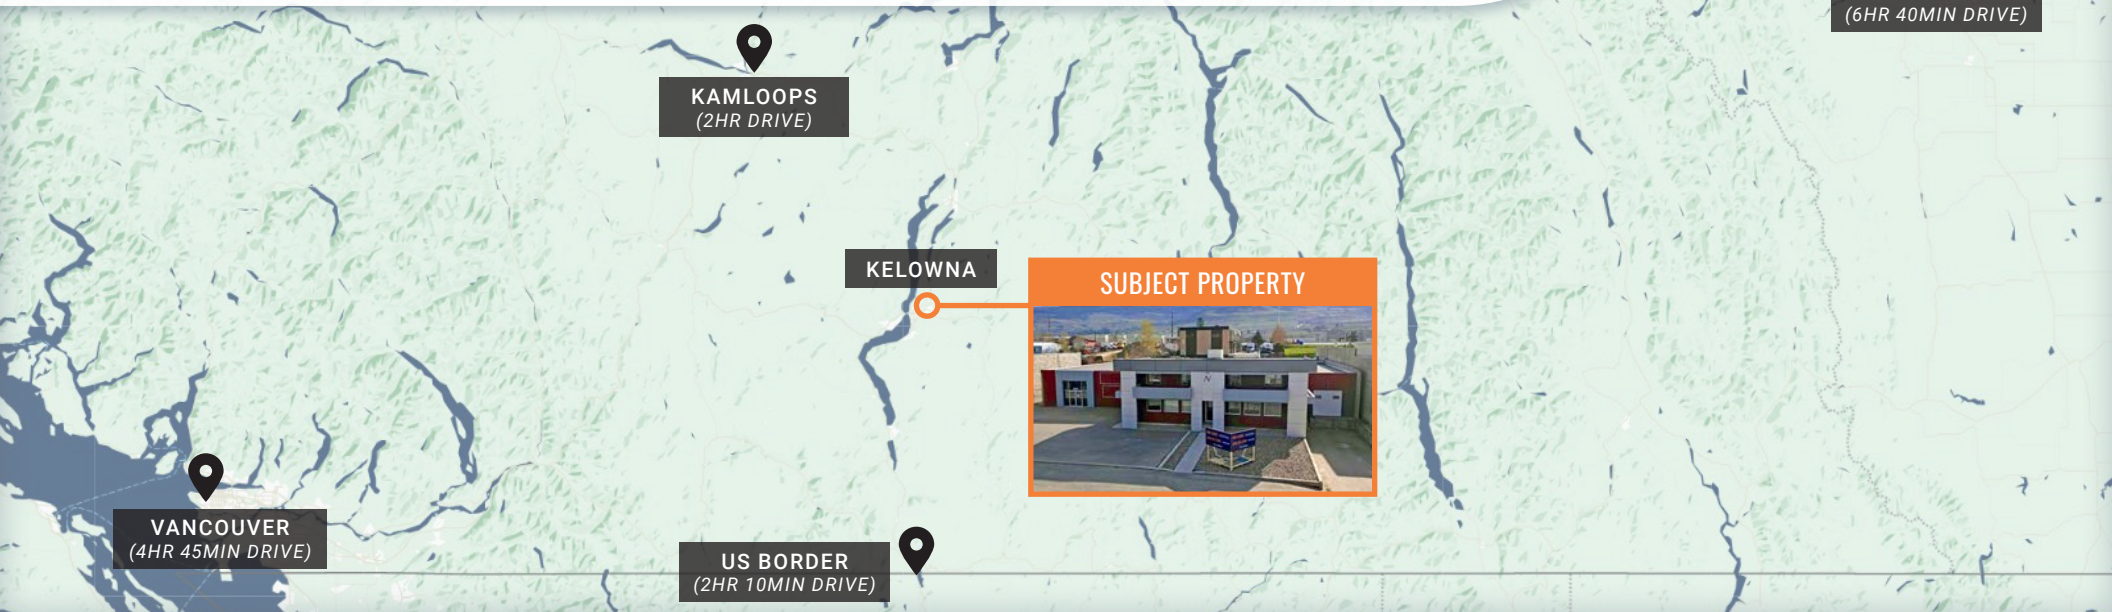 (6HR 40MIN DRIVE)
KAMLOOPS
(2HR DRIVE)
KELOWNA
SUBJECT PROPERTY
VANCOUVER
(4HR 45MIN DRIVE)
US BORDER
(2HR 10MIN DRIVE)